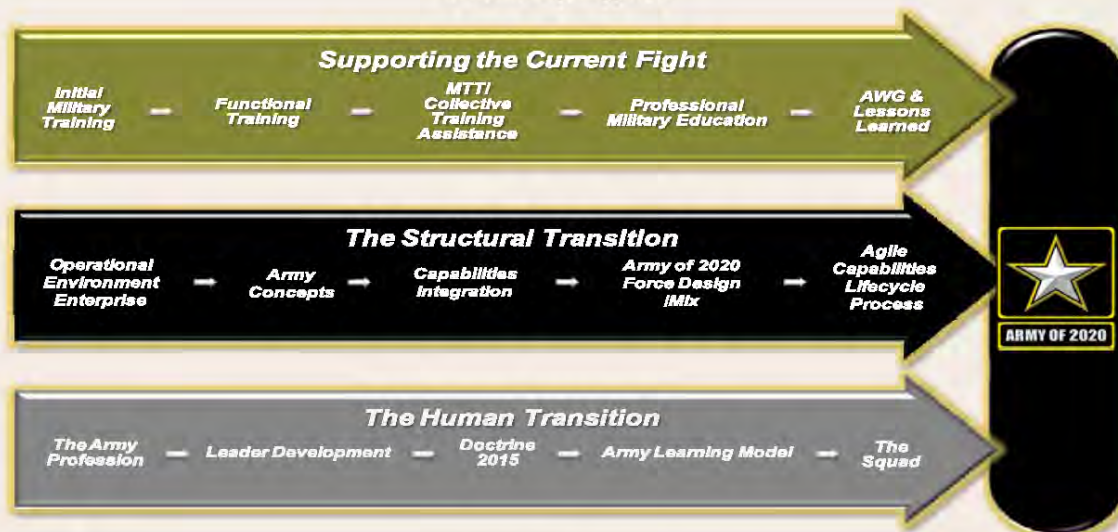 Supporting the Current Fight
Initial
Military
Training
Functional
Training
MTT/
Collective
Training
Assistance
Professional
Military Education
AWG &
Lessons
Learned
The Structural Transition
Operational
Environment
Enterprise
Army
Concepts
Capabilities
Integration
Army of 2020
Force Design
/Mix
Agile
Capabilities
Lifecycle
Process
ARMY OF 2020
The Human Transition
The Army
Profession
Leader Development
Doctrine
2015
Army Learning Model
The
Squad